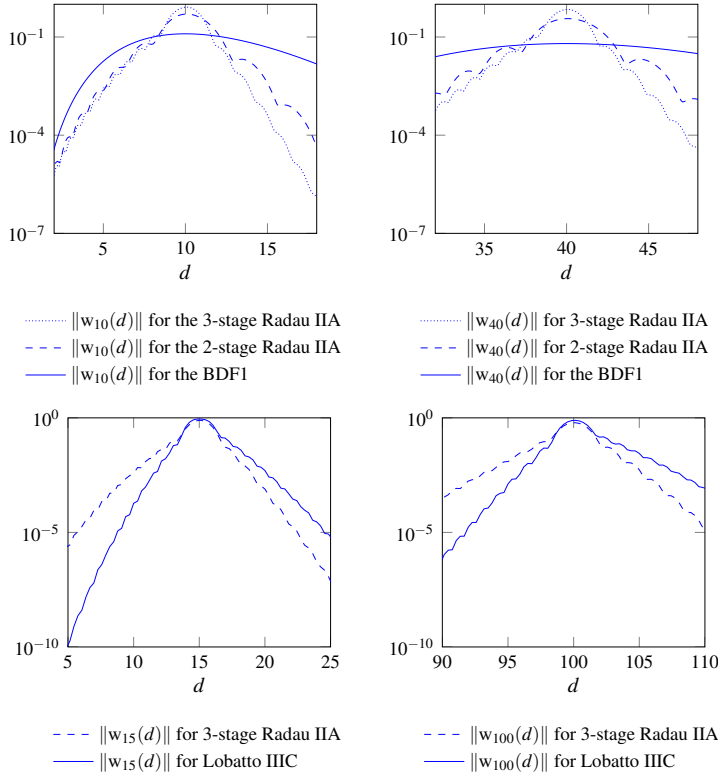 10⁻¹
10⁻⁴
10⁻⁷
5 10 15
d
‖w₁₀(d)‖ for the 3-stage Radau IIA
‖w₁₀(d)‖ for the 2-stage Radau IIA
‖w₁₀(d)‖ for the BDF1
10⁻¹
10⁻⁴
10⁻⁷
35 40 45
d
‖w₄₀(d)‖ for 3-stage Radau IIA
‖w₄₀(d)‖ for 2-stage Radau IIA
‖w₄₀(d)‖ for the BDF1
10⁰
10⁻⁵
10⁻¹⁰
5 10 15 20 25
d
‖w₁₅(d)‖ for 3-stage Radau IIA
‖w₁₅(d)‖ for Lobatto IIIC
10⁰
10⁻⁵
10⁻¹⁰
90 95 100 105 110
d
‖w₁₀₀(d)‖ for 3-stage Radau IIA
‖w₁₀₀(d)‖ for Lobatto IIIC